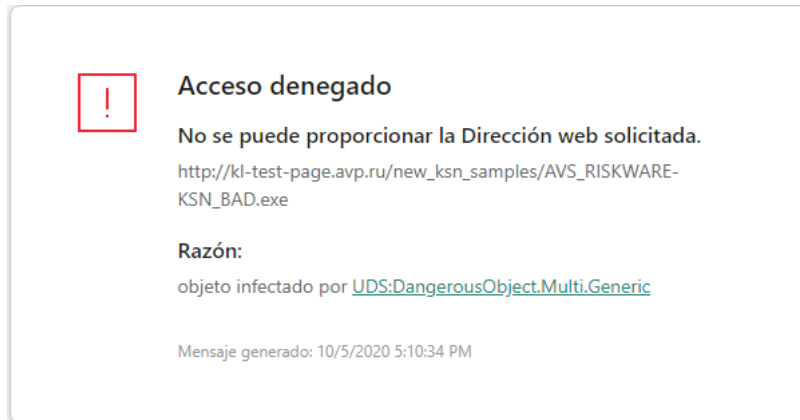 !
Acceso denegado
No se puede proporcionar la Dirección web solicitada.
http://kl-test-page.avp.ru/new_ksn_samples/AVS_RISKWARE-
KSN_BAD.exe
Razón:
objeto infectado por UDS:DangerousObject.Multi.Generic
Mensaje generado: 10/5/2020 5:10:34 PM